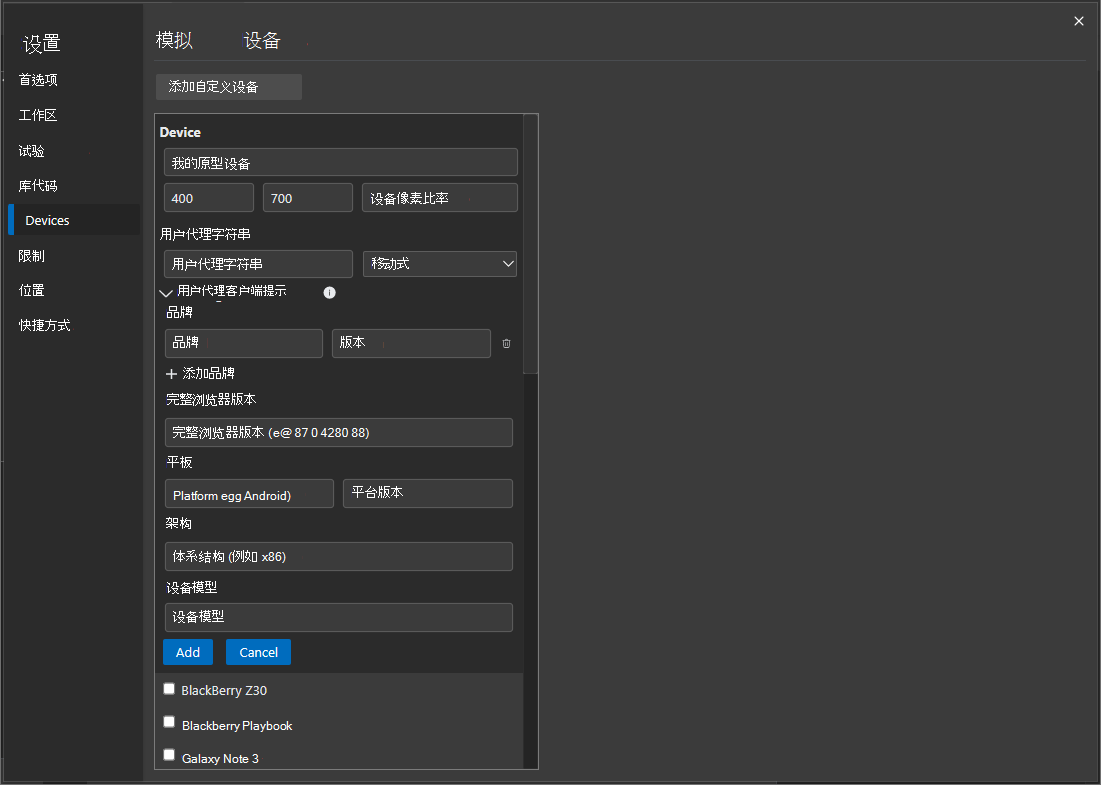 设置
首选项
工作区
试验
库代码
Devices
限制
位置
快捷方式
模拟 设备
添加自定义设备
Device
我的原型设备
400 700 设备像素比率
用户代理字符串
用户代理字符串 移动式
用户代理客户端提示
品牌
品牌 版本
+ 添加品牌
完整浏览器版本
完整浏览器版本 (e@ 87 0 4280 88)
平板
Platform egg Android) 平台版本
架构
体系结构 (例如 x86)
设备模型
设备模型
Add Cancel
BlackBerry Z30
Blackberry Playbook
Galaxy Note 3